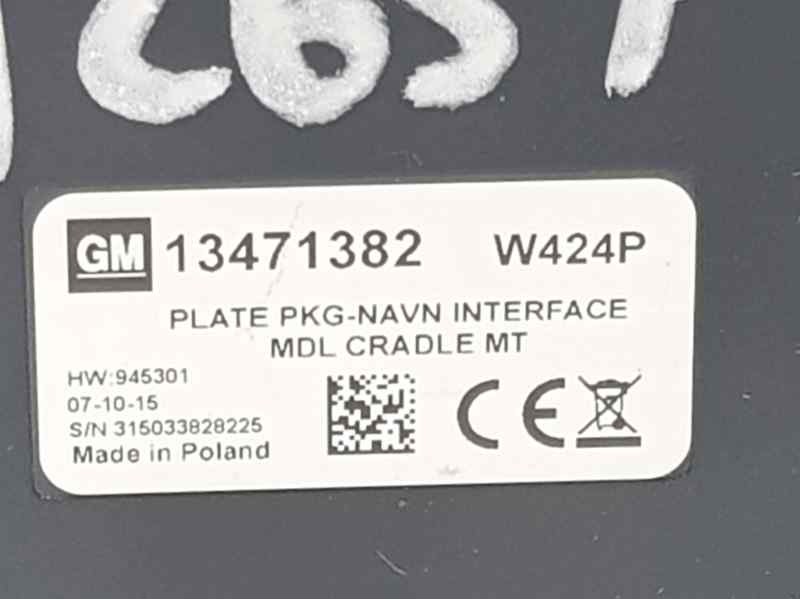 GM 13471382 W424P
PLATE PKG-NAVN INTERFACE
MDL CRADLE MT
HW:945301
07-10-15
S/N 315033828225
Made in Poland
CE